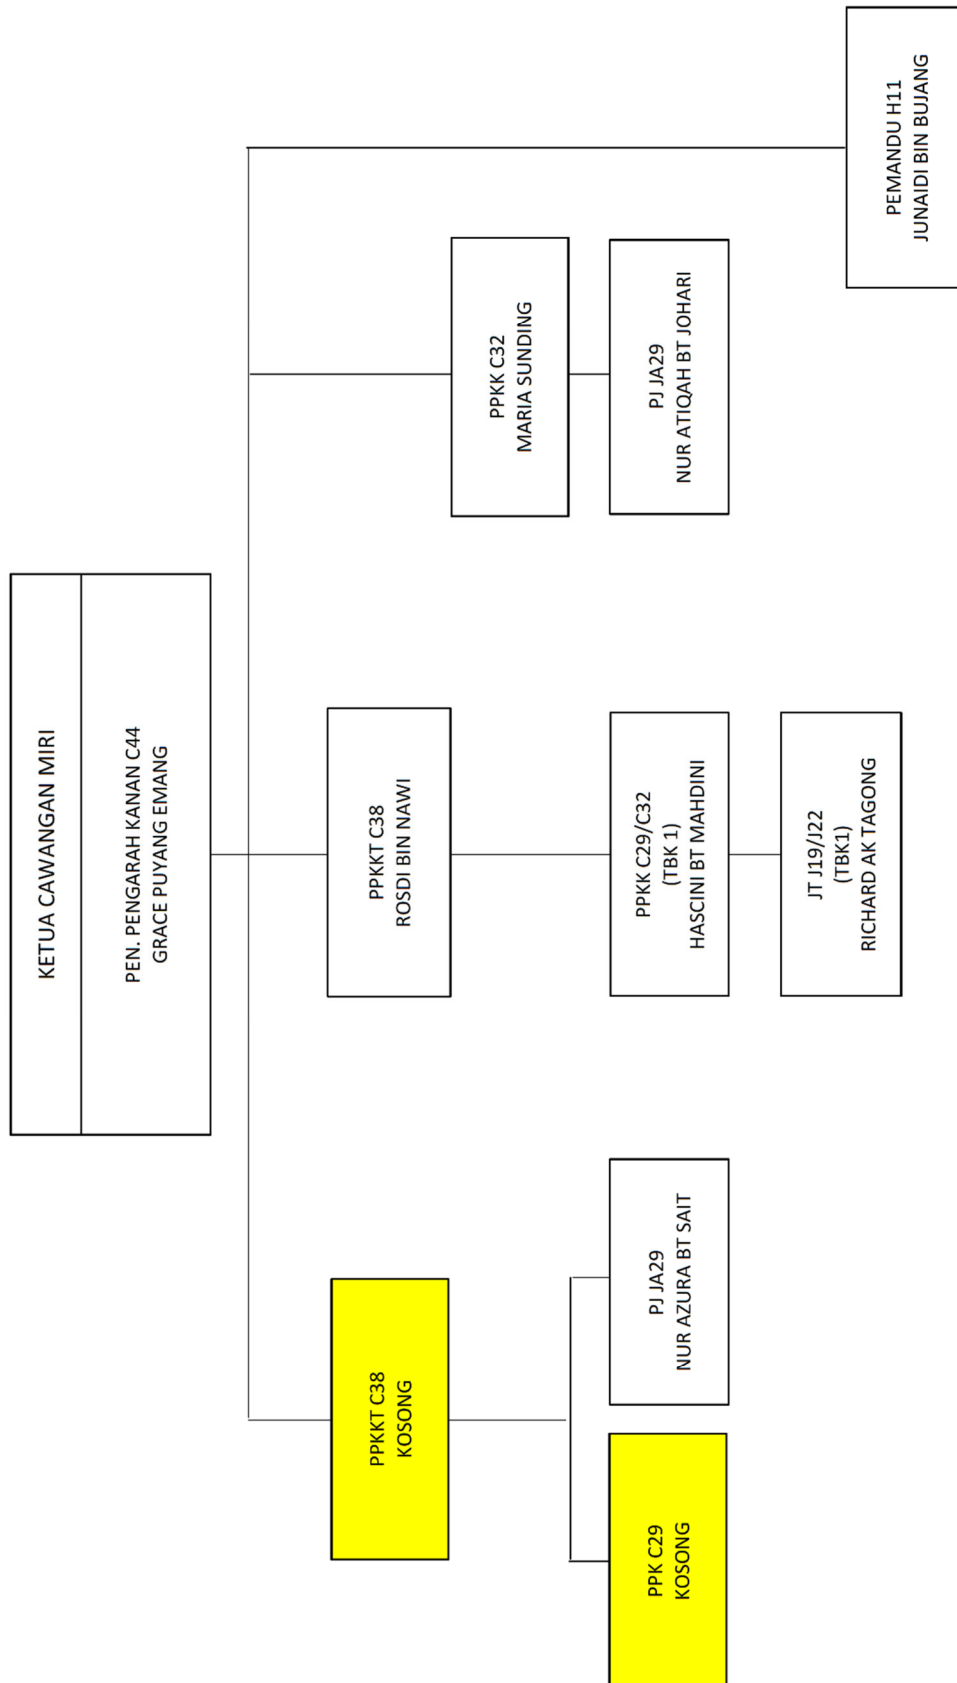 KETUA CAWANGAN MIRI
PEN. PENGARAH KANAN C44
GRACE PUYANG EMANG
PPKKT C38
KOSONG
PPK C29
KOSONG
PJ JA29
NUR AZURA BT SAIT
PPKKT C38
ROSDI BIN NAWI
PPKK C29/C32
(TBK 1)
HASCINI BT MAHDINI
JT J19/J22
(TBK1)
RICHARD AK TAGONG
PPKK C32
MARIA SUNDING
PJ JA29
NUR ATIQAH BT JOHARI
PEMANDU H11
JUNAIDI BIN BUJANG